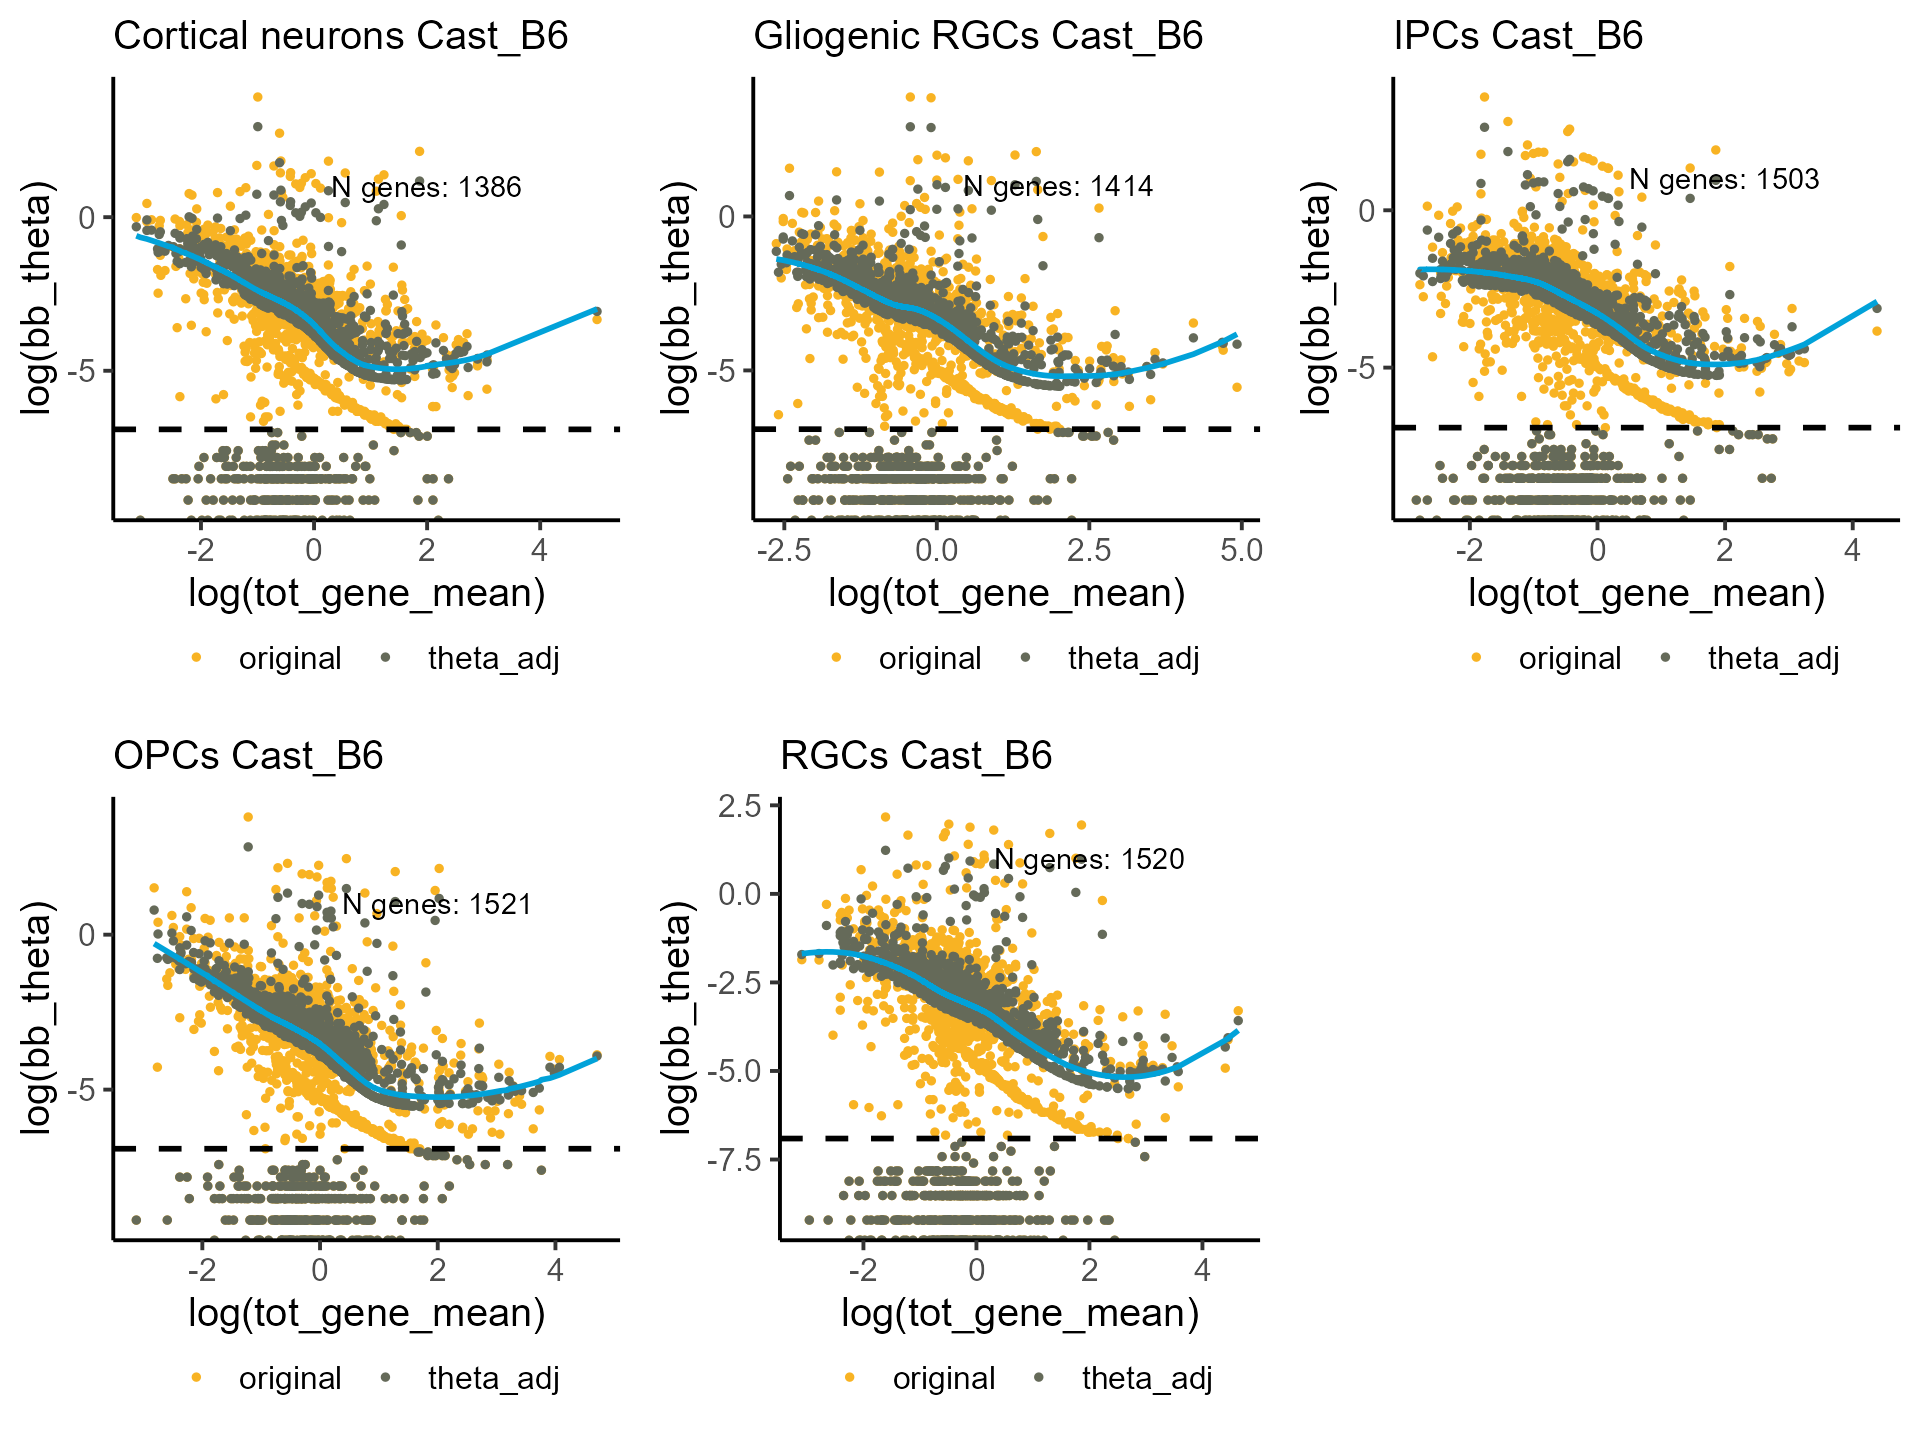 Cortical neurons Cast_B6
log(bb_theta)
0
-5
N genes: 1386
-2 0 2 4
log(tot_gene_mean)
original theta_adj
Gliogenic RGCs Cast_B6
log(bb_theta)
0
-5
N genes: 1414
-2.5 0.0 2.5 5.0
log(tot_gene_mean)
original theta_adj
IPCs Cast_B6
log(bb_theta)
0
-5
N genes: 1503
-2 0 2 4
log(tot_gene_mean)
original theta_adj
OPCs Cast_B6
log(bb_theta)
0
-5
N genes: 1521
-2 0 2 4
log(tot_gene_mean)
original theta_adj
RGCs Cast_B6
log(bb_theta)
2.5
0.0
-2.5
-5.0
-7.5
N genes: 1520
-2 0 2 4
log(tot_gene_mean)
original theta_adj